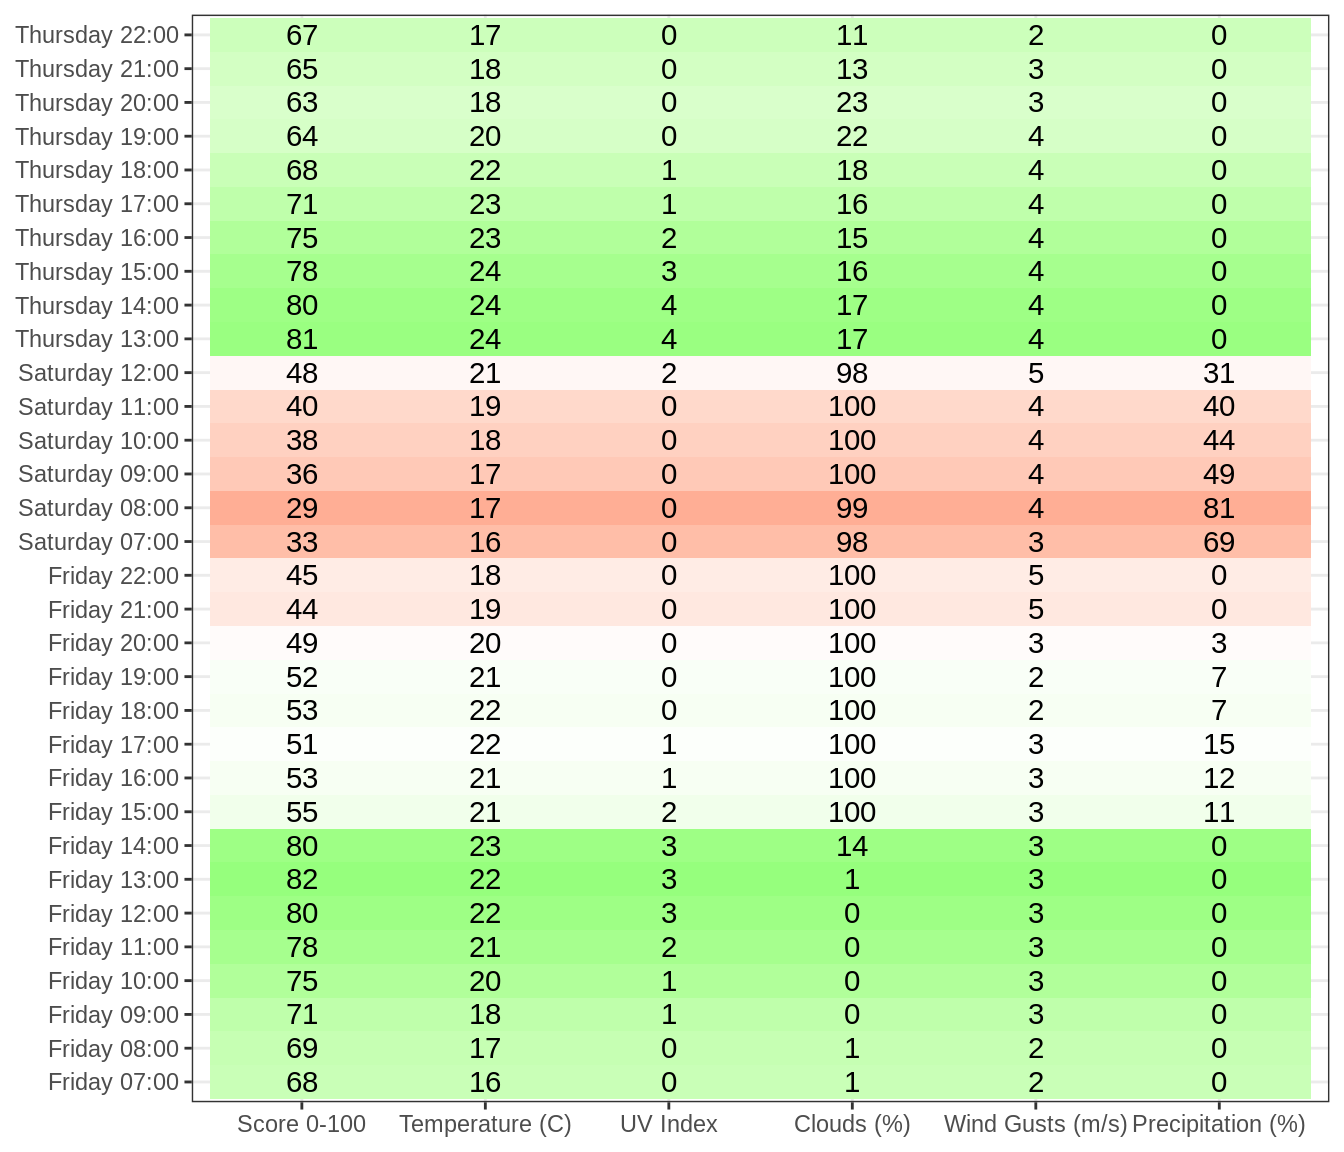 Thursday 22:00 67 17 0 11 2 0
Thursday 21:00 65 18 0 13 3 0
Thursday 20:00 63 18 0 23 3 0
Thursday 19:00 64 20 0 22 4 0
Thursday 18:00 68 22 1 18 4 0
Thursday 17:00 71 23 1 16 4 0
Thursday 16:00 75 23 2 15 4 0
Thursday 15:00 78 24 3 16 4 0
Thursday 14:00 80 24 4 17 4 0
Thursday 13:00 81 24 4 17 4 0
Saturday 12:00 48 21 2 98 5 31
Saturday 11:00 40 19 0 100 4 40
Saturday 10:00 38 18 0 100 4 44
Saturday 09:00 36 17 0 100 4 49
Saturday 08:00 29 17 0 99 4 81
Saturday 07:00 33 16 0 98 3 69
Friday 22:00 45 18 0 100 5 0
Friday 21:00 44 19 0 100 5 0
Friday 20:00 49 20 0 100 3 3
Friday 19:00 52 21 0 100 2 7
Friday 18:00 53 22 0 100 2 7
Friday 17:00 51 22 1 100 3 15
Friday 16:00 53 21 1 100 3 12
Friday 15:00 55 21 2 100 3 11
Friday 14:00 80 23 3 14 3 0
Friday 13:00 82 22 3 1 3 0
Friday 12:00 80 22 3 0 3 0
Friday 11:00 78 21 2 0 3 0
Friday 10:00 75 20 1 0 3 0
Friday 09:00 71 18 1 0 3 0
Friday 08:00 69 17 0 1 2 0
Friday 07:00 68 16 0 1 2 0
Score 0-100 Temperature (C) UV Index Clouds (%) Wind Gusts (m/s) Precipitation (%)